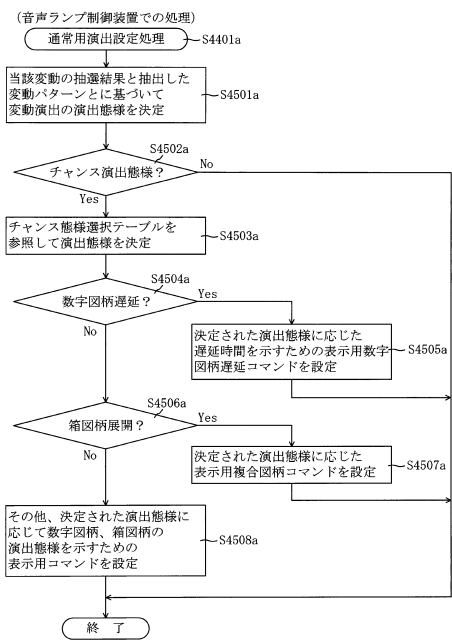 (音声ランプ制御装置での処理)
通常用演出設定処理
S4401a
当該変動の抽選結果と抽出した
変動パターンとに基づいて
変動演出の演出態様を決定
S4501a
S4502a
チャンス演出態様?
No
Yes
チャンス態様選択テーブルを
参照して演出態様を決定
S4503a
S4504a
数字図柄遅延?
Yes
No
決定された演出態様に応じた
遅延時間を示すための表示用数字
図柄遅延コマンドを設定
S4505a
S4506a
箱図柄展開?
Yes
No
決定された演出態様に応じた
表示用複合図柄コマンドを設定
S4507a
その他、決定された演出態様に
応じて数字図柄、箱図柄の
演出態様を示すための
表示用コマンドを設定
S4508a
終 了